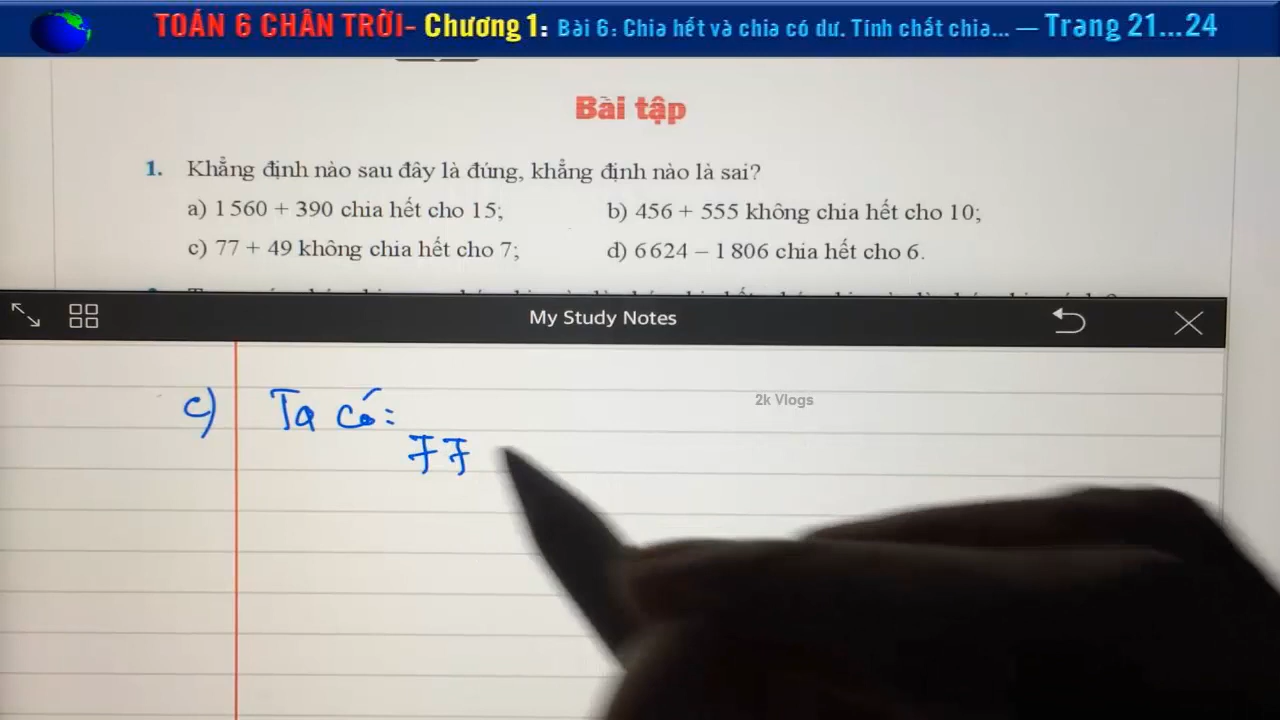 TOÁN 6 CHÂN TRỜI- Chương 1: Bài 6: Chia hết và chia có dư. Tính chất chia... — Trang 21...24
Bài tập
1. Khẳng định nào sau đây là đúng, khẳng định nào là sai?
a) 1 560 + 390 chia hết cho 15; b) 456 + 555 không chia hết cho 10;
c) 77 + 49 không chia hết cho 7; d) 6 624 – 1 806 chia hết cho 6.
My Study Notes
2k Vlogs
c) Ta có:
77